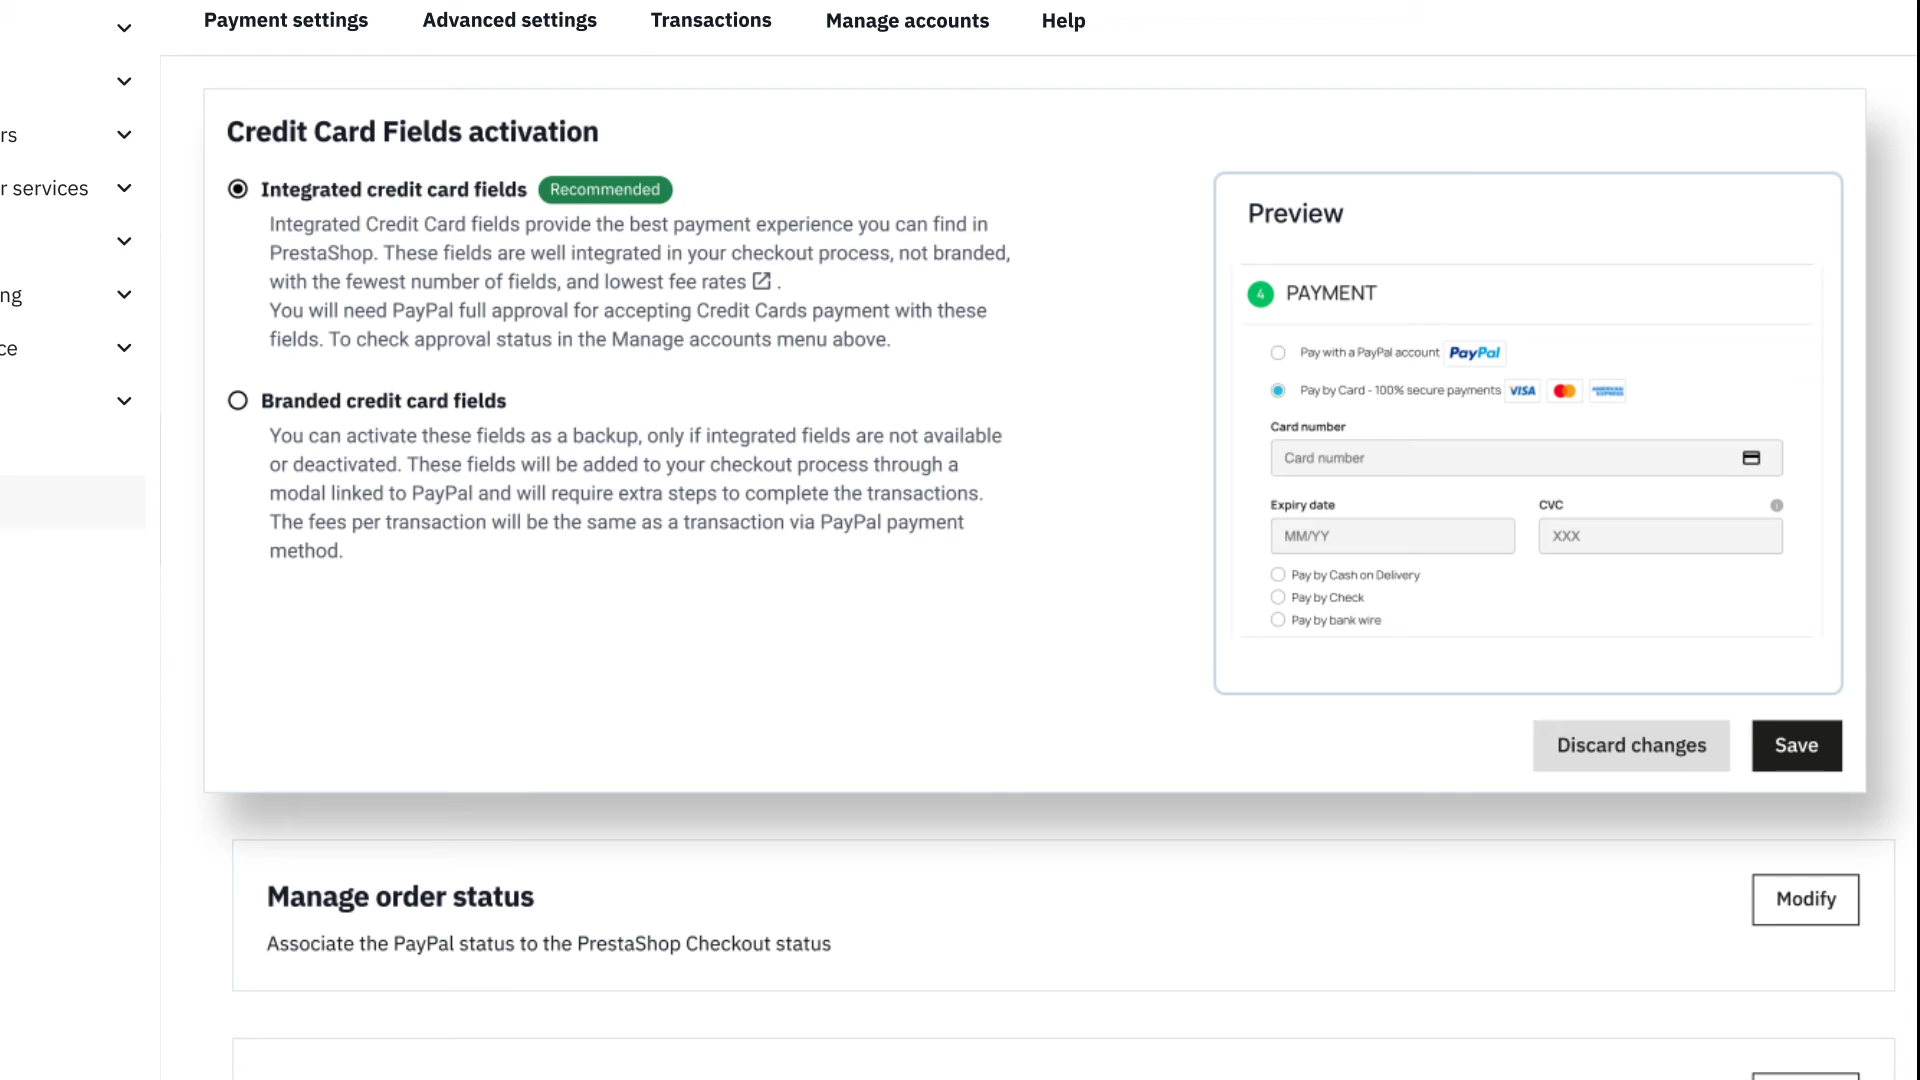 Payment settings
Advanced settings
Transactions
Manage accounts
Help
rs
r services
ng
ce
Credit Card Fields activation
Integrated credit card fields Recommended
Integrated Credit Card fields provide the best payment experience you can find in
PrestaShop. These fields are well integrated in your checkout process, not branded,
with the fewest number of fields, and lowest fee rates .
You will need PayPal full approval for accepting Credit Cards payment with these
fields. To check approval status in the Manage accounts menu above.
Branded credit card fields
You can activate these fields as a backup, only if integrated fields are not available
or deactivated. These fields will be added to your checkout process through a
modal linked to PayPal and will require extra steps to complete the transactions.
The fees per transaction will be the same as a transaction via PayPal payment
method.
Preview
4 PAYMENT
Pay with a PayPal account PayPal
Pay by Card - 100% secure payments VISA AMERICAN EXPRESS
Card number
Card number
Expiry date
MM/YY
CVC
XXX
Pay by Cash on Delivery
Pay by Check
Pay by bank wire
Discard changes
Save
Manage order status
Associate the PayPal status to the PrestaShop Checkout status
Modify